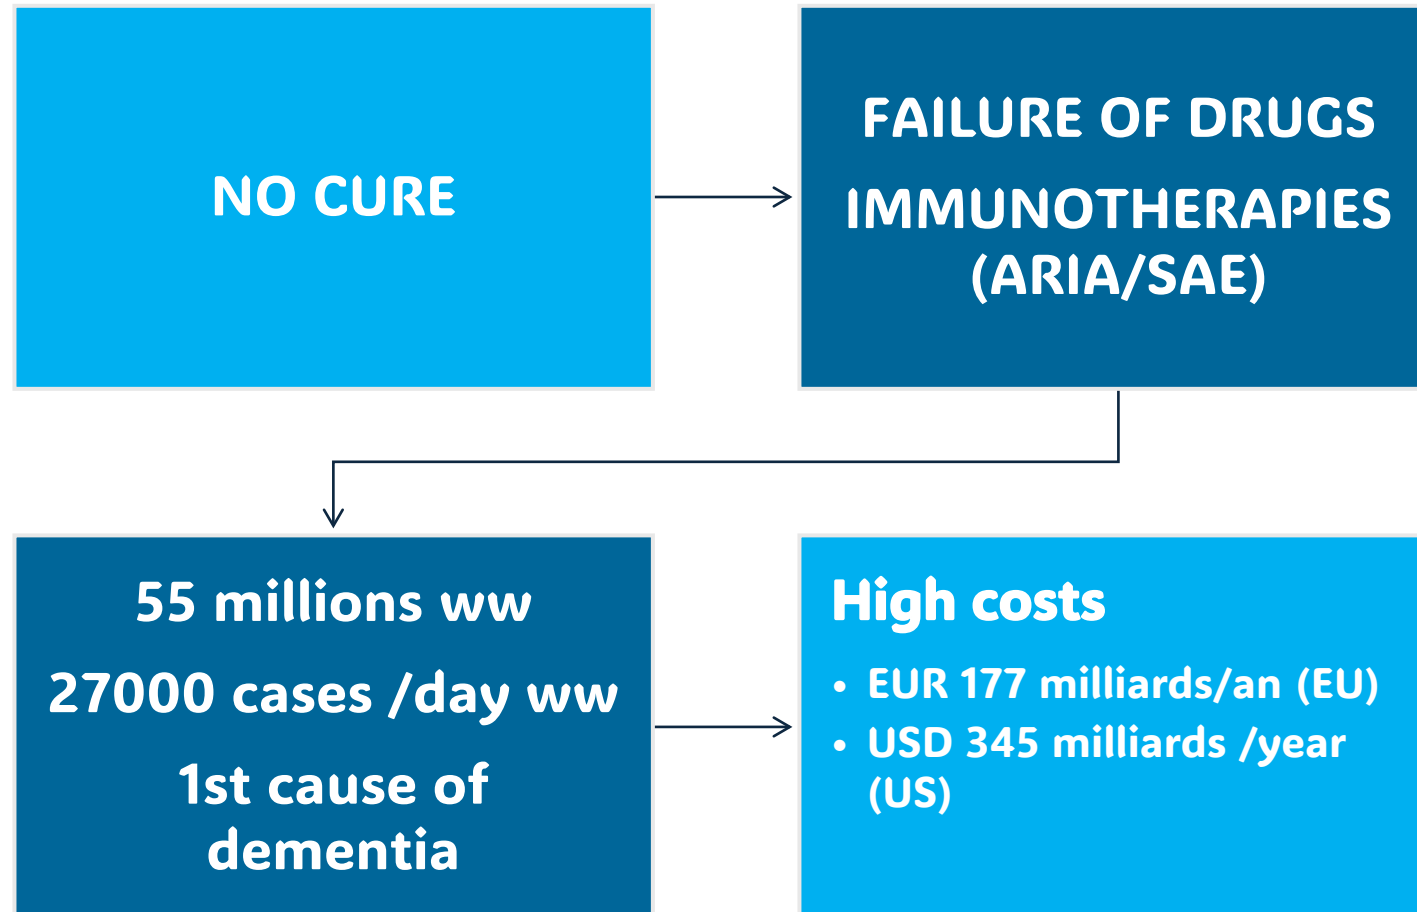 NO CURE
FAILURE OF DRUGS
IMMUNOTHERAPIES
(ARIA/SAE)
55 millions ww
27000 cases /day ww
1st cause of
dementia
High costs
• EUR 177 milliards/an (EU)
• USD 345 milliards /year
(US)